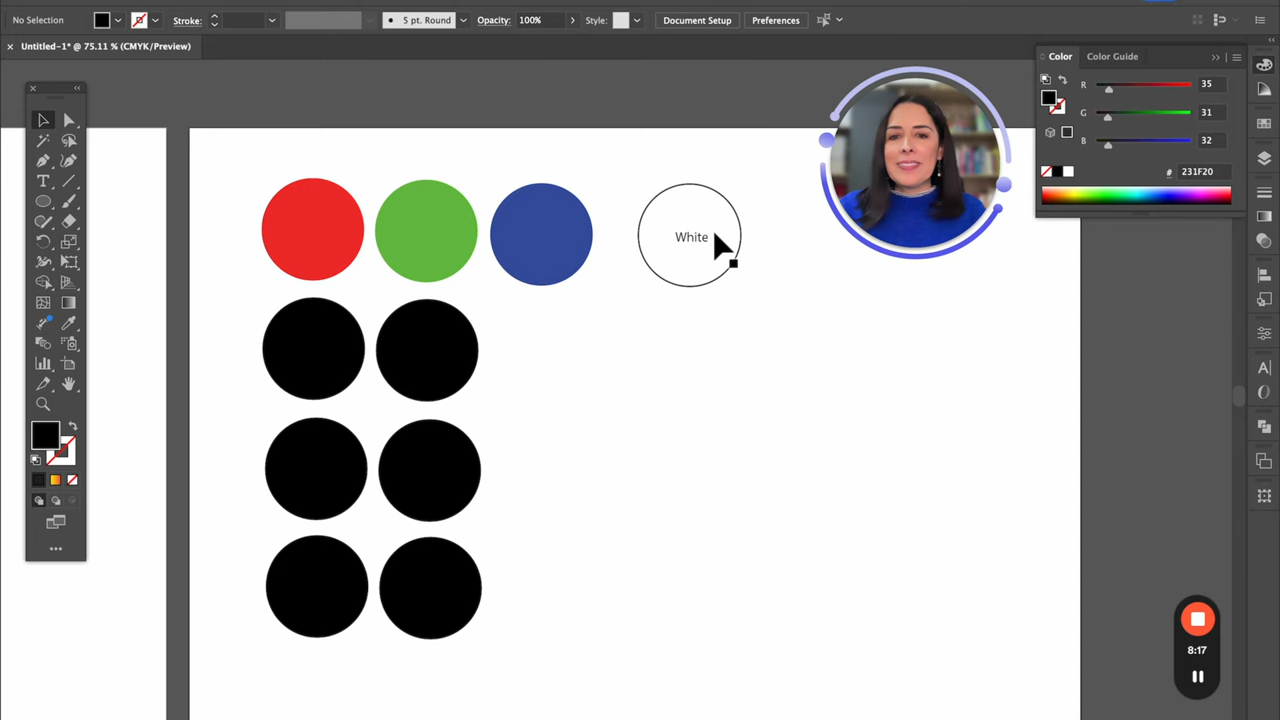 No Selection
Stroke:
5 pt. Round
Opacity: 100%
Style:
Document Setup
Preferences
Untitled-1* @ 75.11 % (CMYK/Preview)
Color
Color Guide
R 35
G 31
B 32
# 231F20
White
8:17